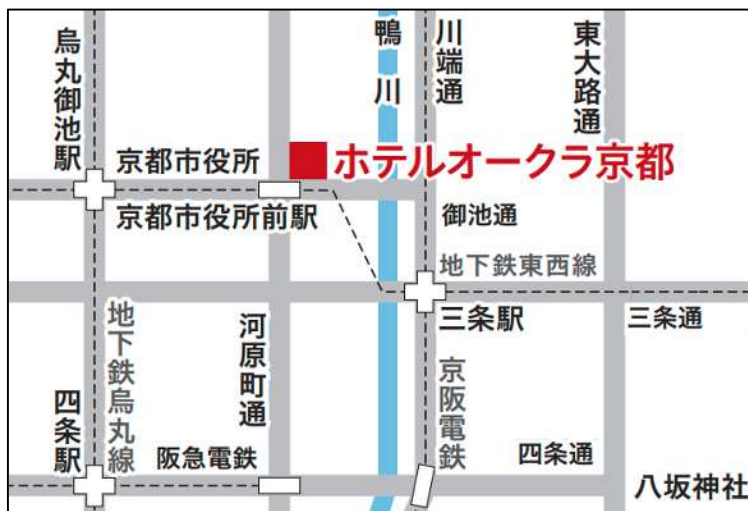 烏丸御池駅
鴨川
川端通
東大路通
京都市役所
ホテルオークラ京都
京都市役所前駅
御池通
地下鉄東西線
三条駅
三条通
地下鉄烏丸線
河原町通
京阪電鉄
四条駅
阪急電鉄
四条通
八坂神社